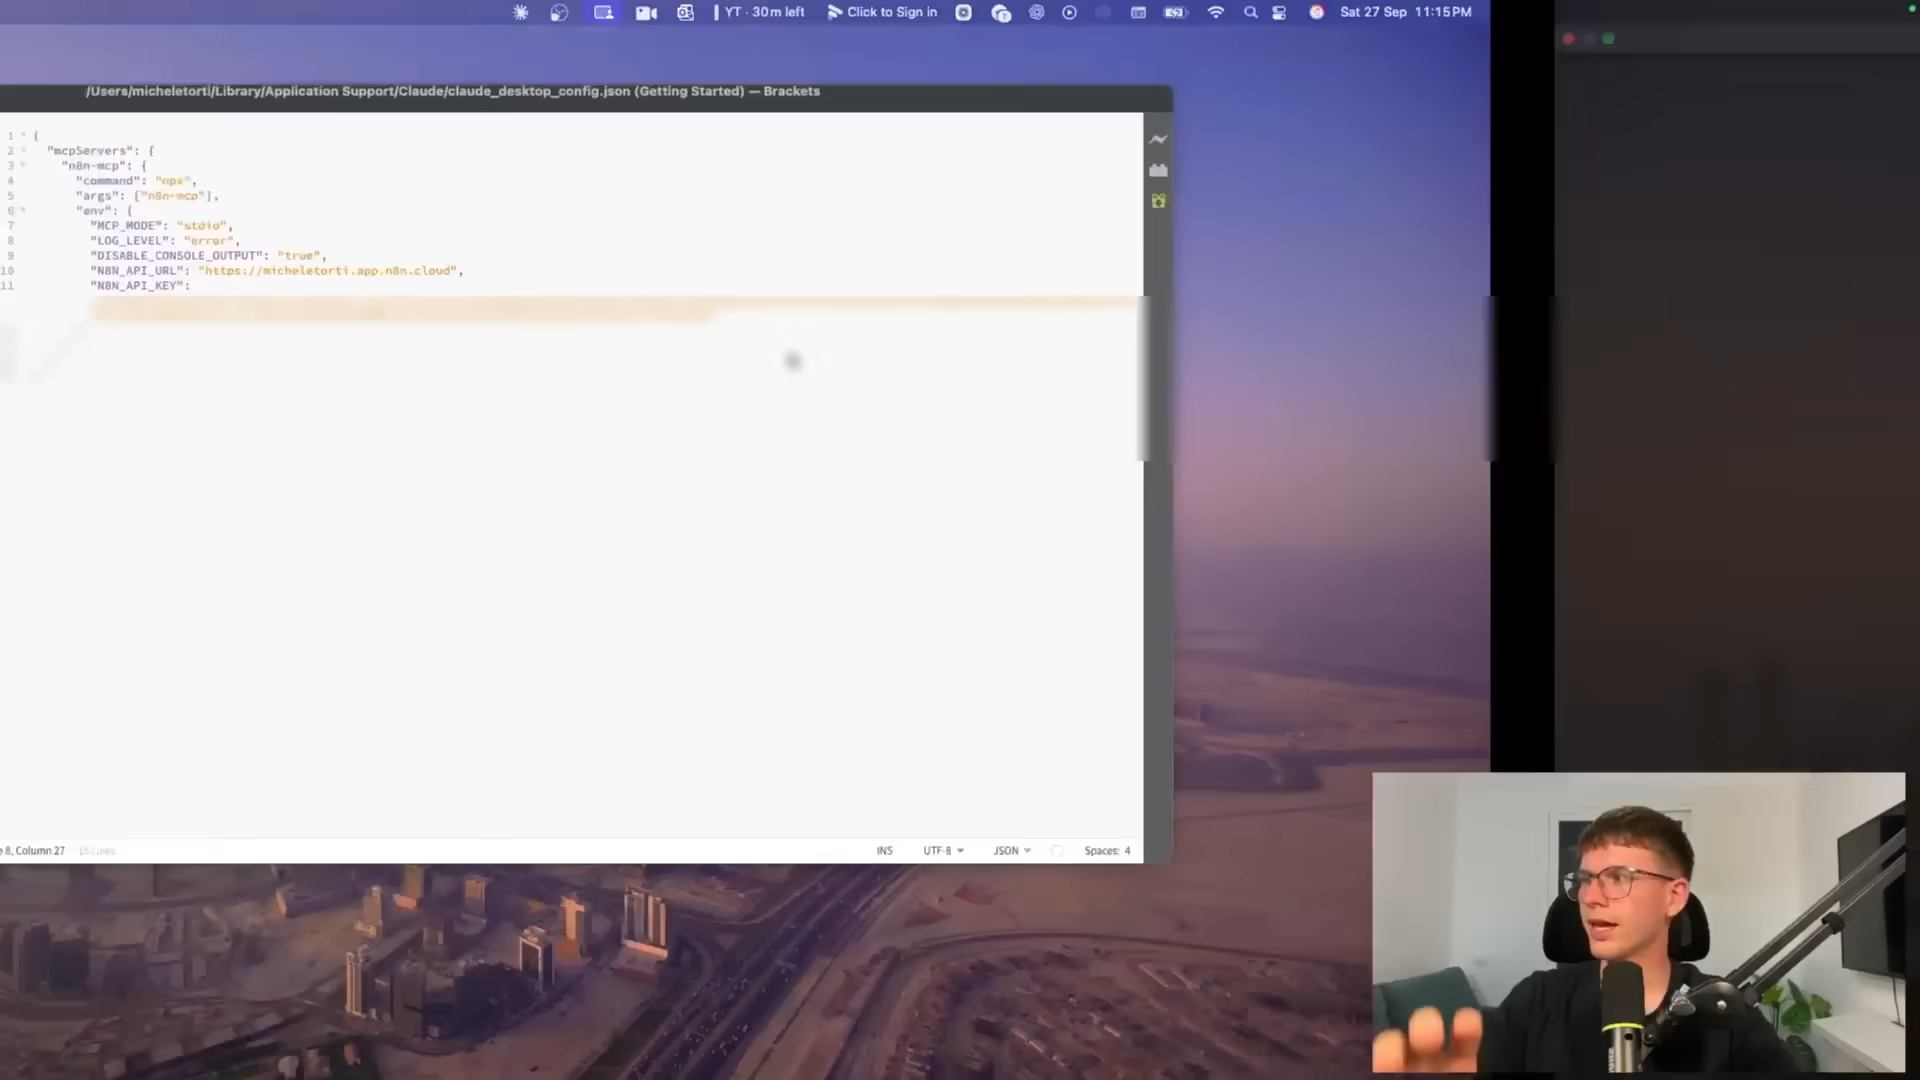 YT · 30m left
Click to Sign in
Sat 27 Sep 11:15PM
/Users/micheletorti/Library/Application Support/Claude/claude_desktop_config.json (Getting Started) — Brackets
1 {
2 "mcpServers": {
3 "n8n-mcp": {
4 "command": "npx",
5 "args": ["n8n-mcp"],
6 "env": {
7 "MCP_MODE": "stdio",
8 "LOG_LEVEL": "error",
9 "DISABLE_CONSOLE_OUTPUT": "true",
10 "N8N_API_URL": "https://micheletorti.app.n8n.cloud",
11 "N8N_API_KEY":
8, Column 27
INS
UTF-8
JSON
Spaces: 4